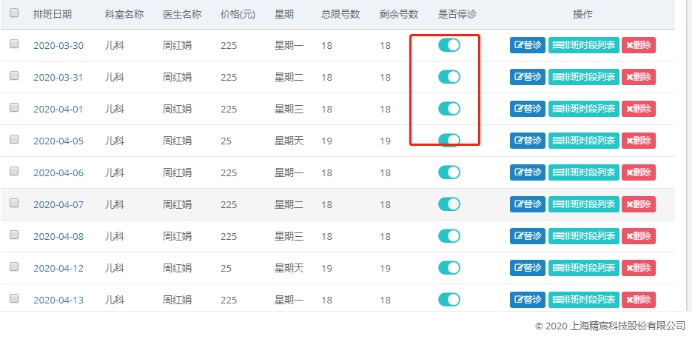 排班日期 科室名称 医生名称 价格(元) 星期 总限号数 剩余号数 是否停诊 操作
2020-03-30 儿科 周红娟 225 星期一 18 18 替诊 排班时段列表 删除
2020-03-31 儿科 周红娟 225 星期二 18 18 替诊 排班时段列表 删除
2020-04-01 儿科 周红娟 225 星期三 18 18 替诊 排班时段列表 删除
2020-04-05 儿科 周红娟 25 星期天 19 19 替诊 排班时段列表 删除
2020-04-06 儿科 周红娟 225 星期一 18 18 替诊 排班时段列表 删除
2020-04-07 儿科 周红娟 225 星期二 18 18 替诊 排班时段列表 删除
2020-04-08 儿科 周红娟 225 星期三 18 18 替诊 排班时段列表 删除
2020-04-12 儿科 周红娟 25 星期天 19 19 替诊 排班时段列表 删除
2020-04-13 儿科 周红娟 225 星期一 18 18 替诊 排班时段列表 删除
© 2020 上海精宸科技股份有限公司